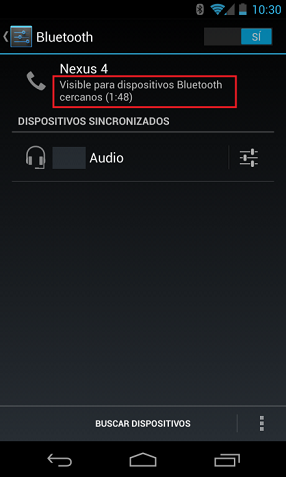 10:30
Bluetooth
SÍ
Nexus 4
Visible para dispositivos Bluetooth
cercanos (1:48)
DISPOSITIVOS SINCRONIZADOS
Audio
BUSCAR DISPOSITIVOS